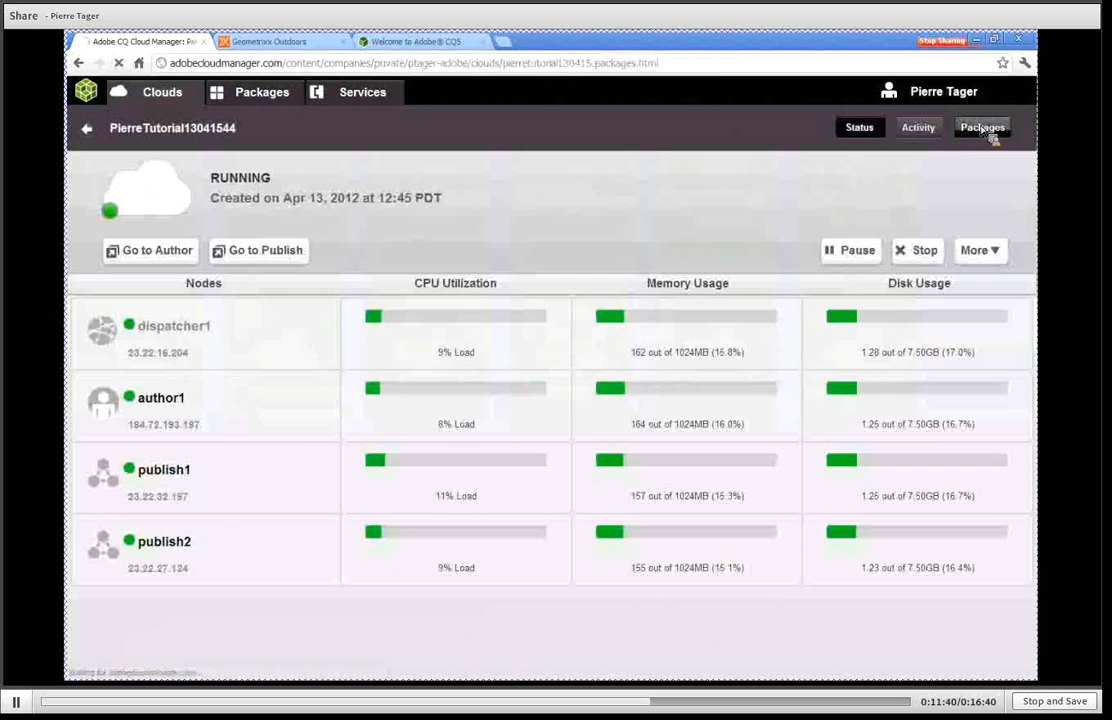 Share - Pierre Tager
Adobe CQ Cloud Manager: Pa
Geometrixx Outdoors
Welcome to Adobe® CQ5
Stop Sharing
adobecloudmanager.com/content/companies/private/ptager-adobe/clouds/pierretutorial130415.packages.html
Clouds
Packages
Services
Pierre Tager
PierreTutorial13041544
Status
Activity
Packages
RUNNING
Created on Apr 13, 2012 at 12:45 PDT
Go to Author
Go to Publish
Pause
Stop
More
Nodes
CPU Utilization
Memory Usage
Disk Usage
dispatcher1
23.22.16.204
9% Load
162 out of 1024MB (15.8%)
1.28 out of 7.50GB (17.0%)
author1
184.72.193.197
8% Load
164 out of 1024MB (16.0%)
1.25 out of 7.50GB (16.7%)
publish1
23.22.32.197
11% Load
157 out of 1024MB (15.3%)
1.25 out of 7.50GB (16.7%)
publish2
23.22.27.124
9% Load
155 out of 1024MB (15.1%)
1.23 out of 7.50GB (16.4%)
0:11:40/0:16:40
Stop and Save